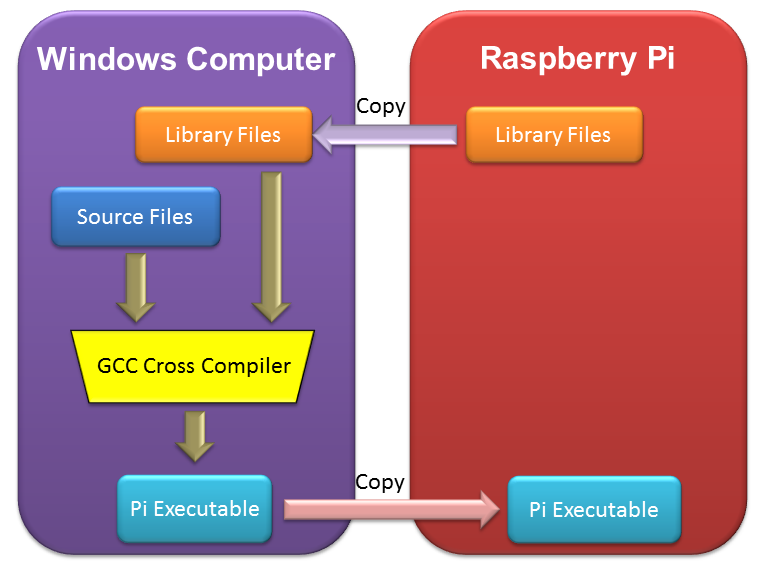 Windows Computer
Raspberry Pi
Copy
Library Files
Library Files
Source Files
GCC Cross Compiler
Copy
Pi Executable
Pi Executable